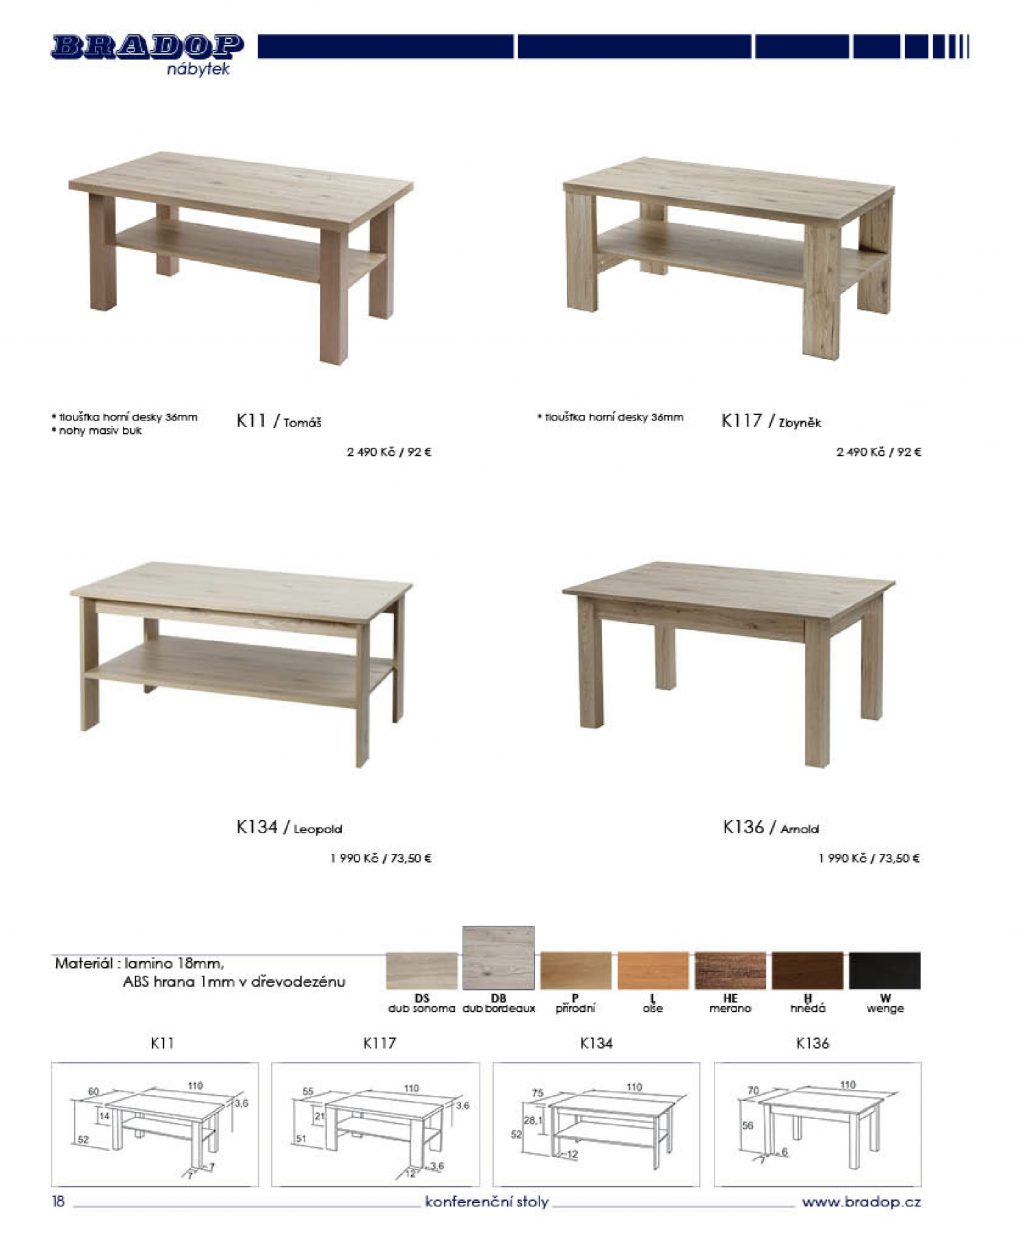 BRADOP
nábytek
* tloušťka horní desky 36mm
* nohy masiv buk
K11 / Tomáš
2 490 Kč / 92 €
* tloušťka horní desky 36mm
K117 / Zbyněk
2 490 Kč / 92 €
K134 / Leopold
1 990 Kč / 73,50 €
K136 / Arnold
1 990 Kč / 73,50 €
Materiál : lamino 18mm,
ABS hrana 1mm v dřevodezénu
DS
dub sonoma
DB
dub bordeaux
P
přírodní
L
olše
HE
merano
H
hnědá
W
wenge
K11
60
110
3,6
14
52
7
7
K117
55
110
3,6
21
51
12
3,6
K134
75
110
28,1
52
12
K136
70
110
56
7
6
18
konferenční stoly
www.bradop.cz